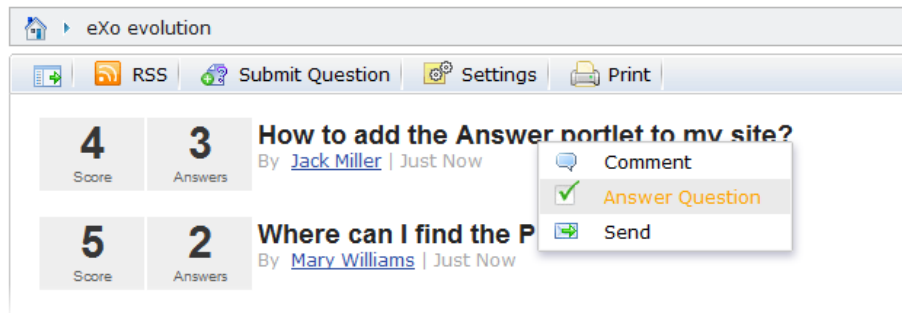 eXo evolution
RSS Submit Question Settings Print
4 3 How to add the Answer portlet to my site?
Score Answers By Jack Miller | Just Now
Comment
Answer Question
Send
5 2 Where can I find the P
Score Answers By Mary Williams | Just Now